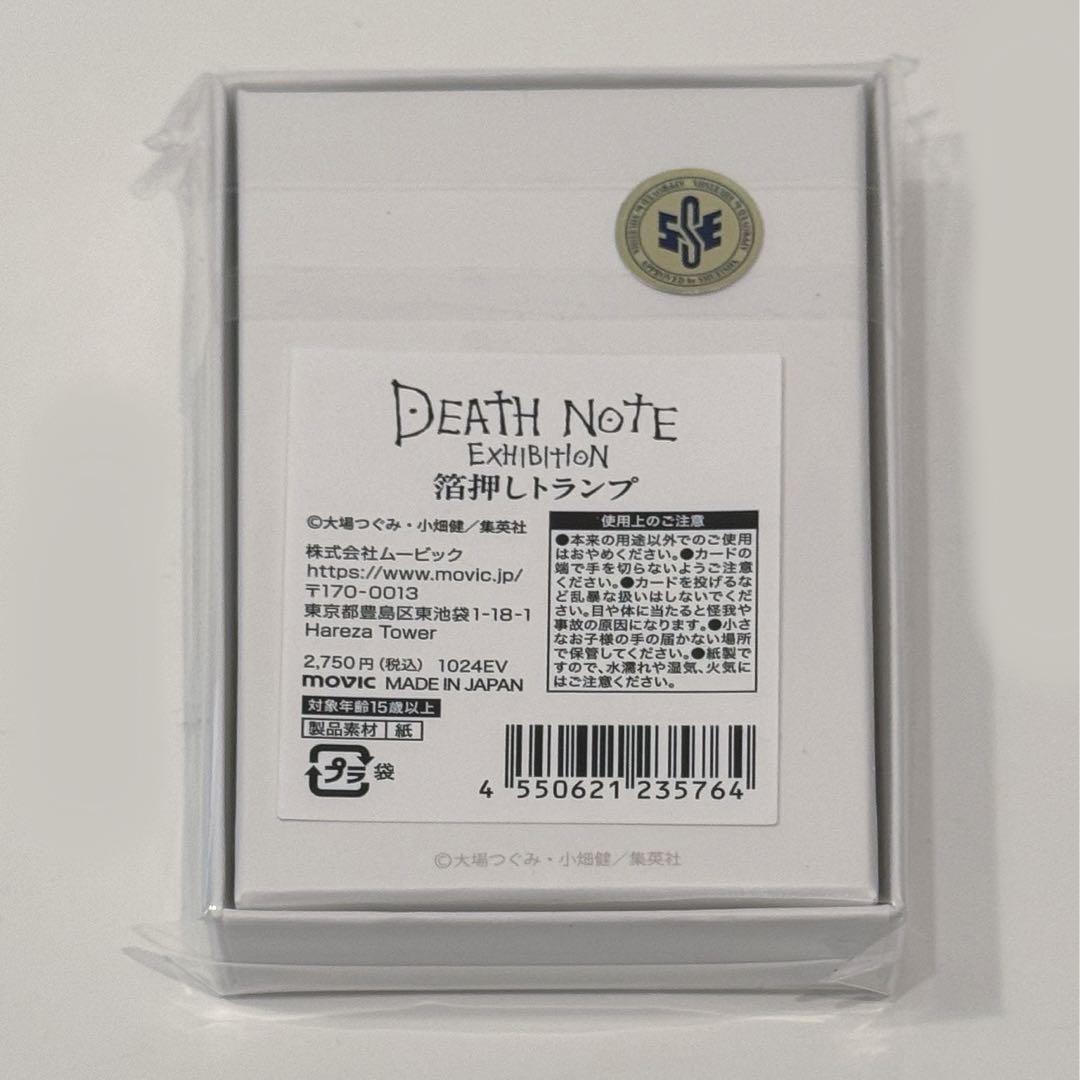 SSE
APPROVED by SHUEISHA
DEATH NOTE
EXHIBITION
箔押しトランプ
©大場つぐみ・小畑健／集英社
株式会社ムービック
https://www.movic.jp/
〒170-0013
東京都豊島区東池袋1-18-1
Hareza Tower
2,750円（税込） 1024EV
movic MADE IN JAPAN
対象年齢15歳以上
製品素材 紙
プラ 袋
使用上のご注意
●本来の用途以外でのご使用
はおやめください。●カードの
端で手を切らないようご注意
ください。●カードを投げるな
ど乱暴な扱いはしないでくだ
さい。目や体に当たると怪我や
事故の原因になります。●小さ
なお子様の手の届かない場所
で保管してください。●紙製で
すので、水濡れや湿気、火気に
はご注意ください。
4 550621 235764
©大場つぐみ・小畑健／集英社